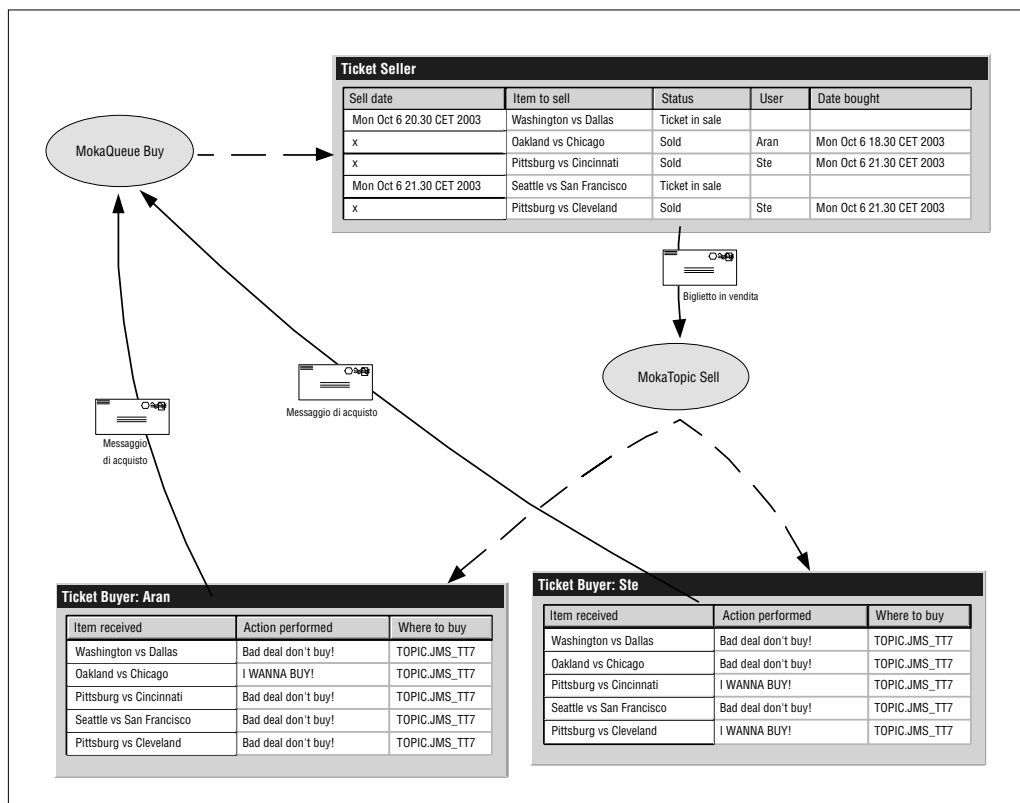 Ticket Seller
Sell date Item to sell Status User Date bought
Mon Oct 6 20.30 CET 2003 Washington vs Dallas Ticket in sale
x Oakland vs Chicago Sold Aran Mon Oct 6 18.30 CET 2003
x Pittsburg vs Cincinnati Sold Ste Mon Oct 6 21.30 CET 2003
Mon Oct 6 21.30 CET 2003 Seattle vs San Francisco Ticket in sale
x Pittsburg vs Cleveland Sold Ste Mon Oct 6 21.30 CET 2003
MokaQueue Buy
Biglietto in vendita
MokaTopic Sell
Messaggio di acquisto
Messaggio
di acquisto
Ticket Buyer: Aran
Item received Action performed Where to buy
Washington vs Dallas Bad deal don't buy! TOPIC.JMS_TT7
Oakland vs Chicago I WANNA BUY! TOPIC.JMS_TT7
Pittsburg vs Cincinnati Bad deal don't buy! TOPIC.JMS_TT7
Seattle vs San Francisco Bad deal don't buy! TOPIC.JMS_TT7
Pittsburg vs Cleveland Bad deal don't buy! TOPIC.JMS_TT7
Ticket Buyer: Ste
Item received Action performed Where to buy
Washington vs Dallas Bad deal don't buy! TOPIC.JMS_TT7
Oakland vs Chicago Bad deal don't buy! TOPIC.JMS_TT7
Pittsburg vs Cincinnati I WANNA BUY! TOPIC.JMS_TT7
Seattle vs San Francisco Bad deal don't buy! TOPIC.JMS_TT7
Pittsburg vs Cleveland I WANNA BUY! TOPIC.JMS_TT7